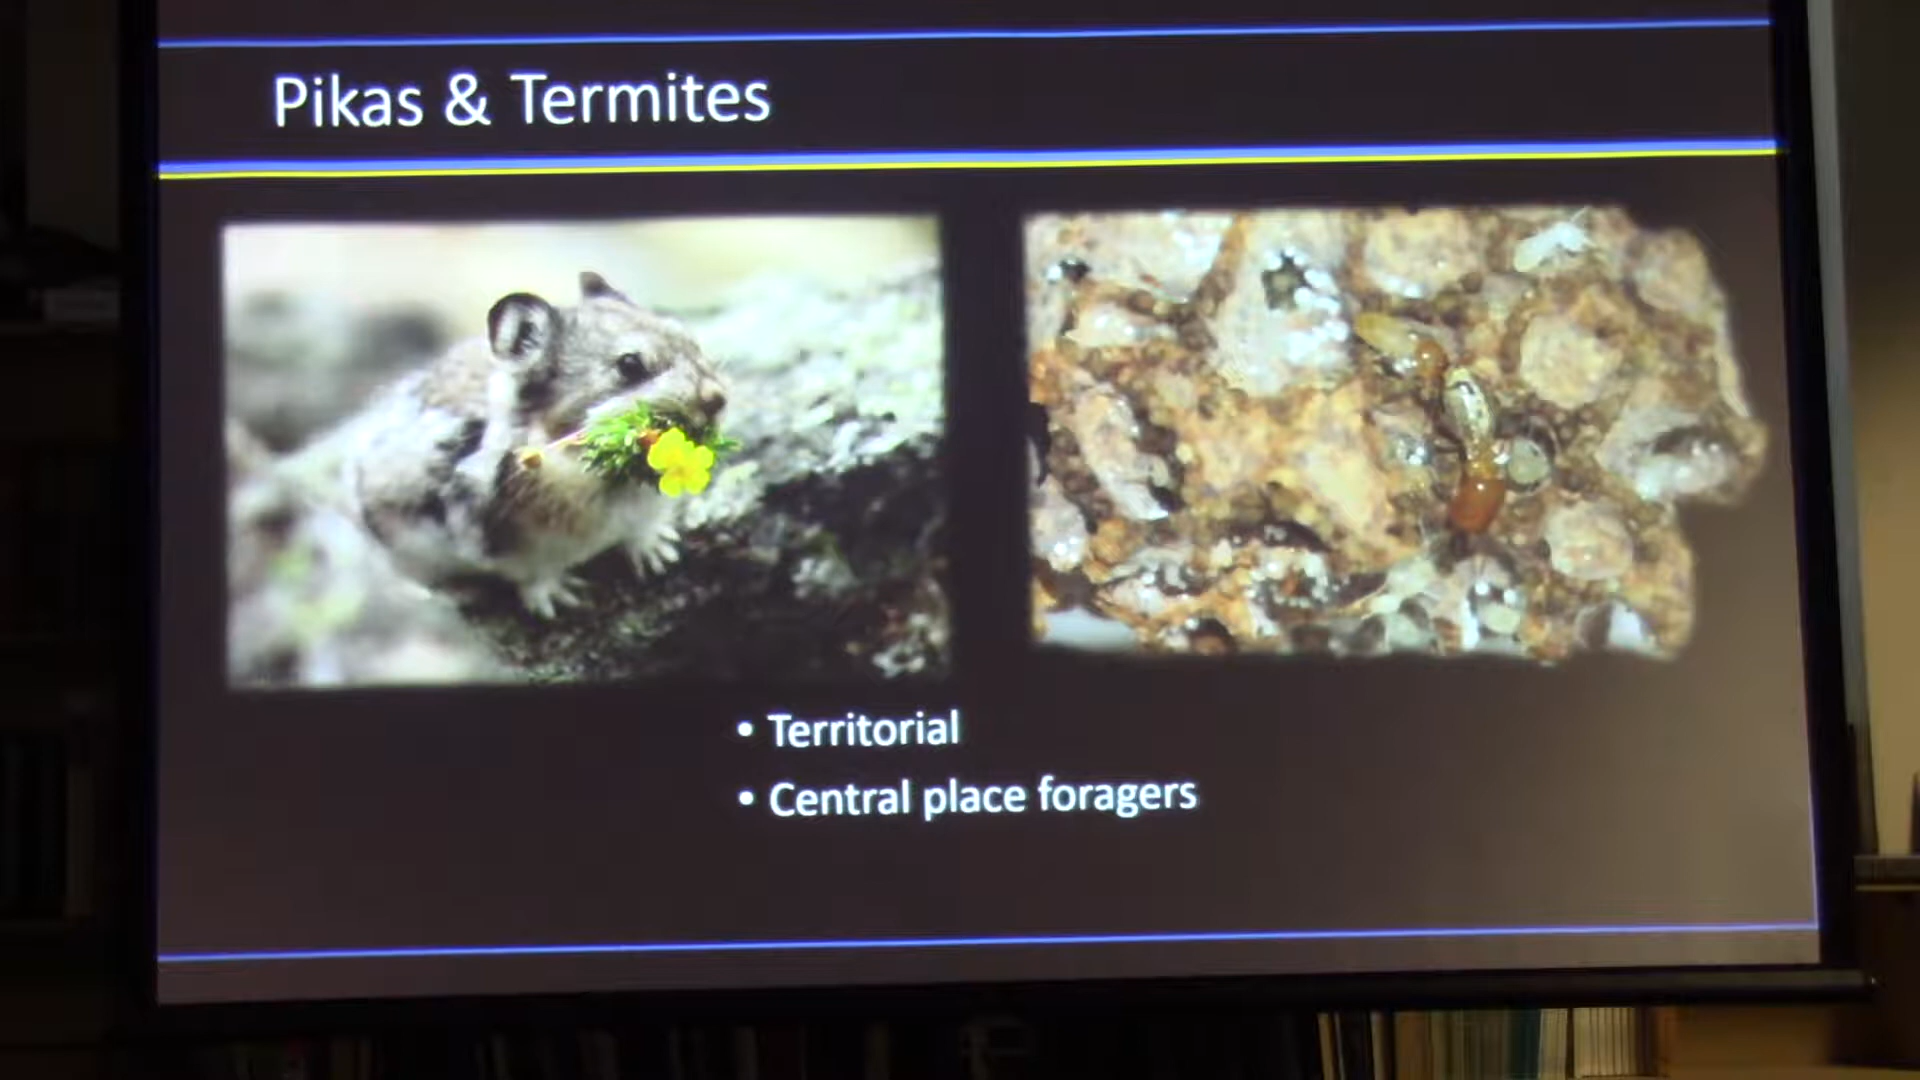 Pikas & Termites
• Territorial
• Central place foragers